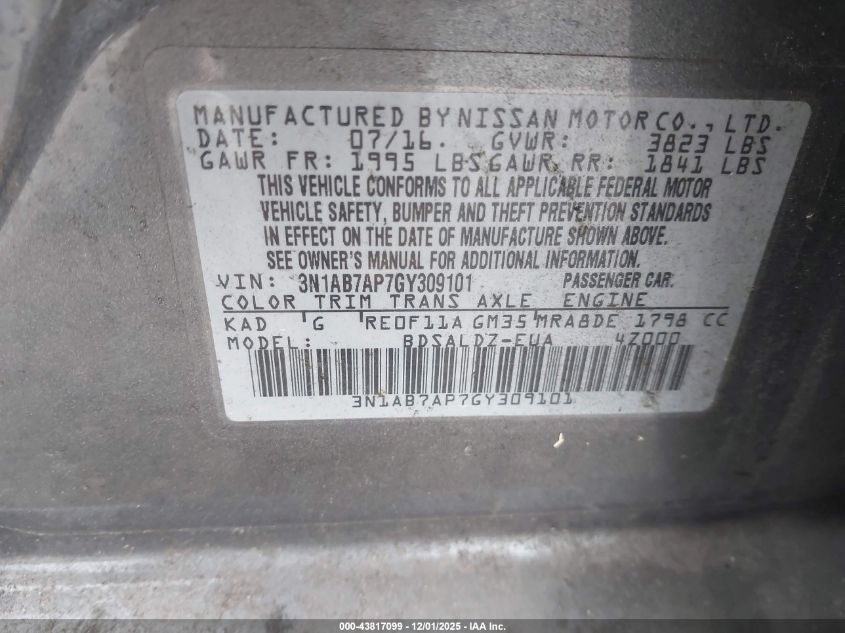 MANUFACTURED BY NISSAN MOTOR CO., LTD.
DATE: 07/16. GVWR: 3823 LBS
GAWR FR: 1995 LBS GAWR RR: 1841 LBS
THIS VEHICLE CONFORMS TO ALL APPLICABLE FEDERAL MOTOR
VEHICLE SAFETY, BUMPER AND THEFT PREVENTION STANDARDS
IN EFFECT ON THE DATE OF MANUFACTURE SHOWN ABOVE.
SEE OWNER'S MANUAL FOR ADDITIONAL INFORMATION.
VIN: 3N1AB7AP7GY309101 PASSENGER CAR.
COLOR TRIM TRANS AXLE ENGINE
KAD G RE0F11A GM35 MRA8DE 1798 CC
MODEL: BDSALDZ-EUA 4Z000
3N1AB7AP7GY309101
000-43817099 | 12/01/2025 - IAA Inc.